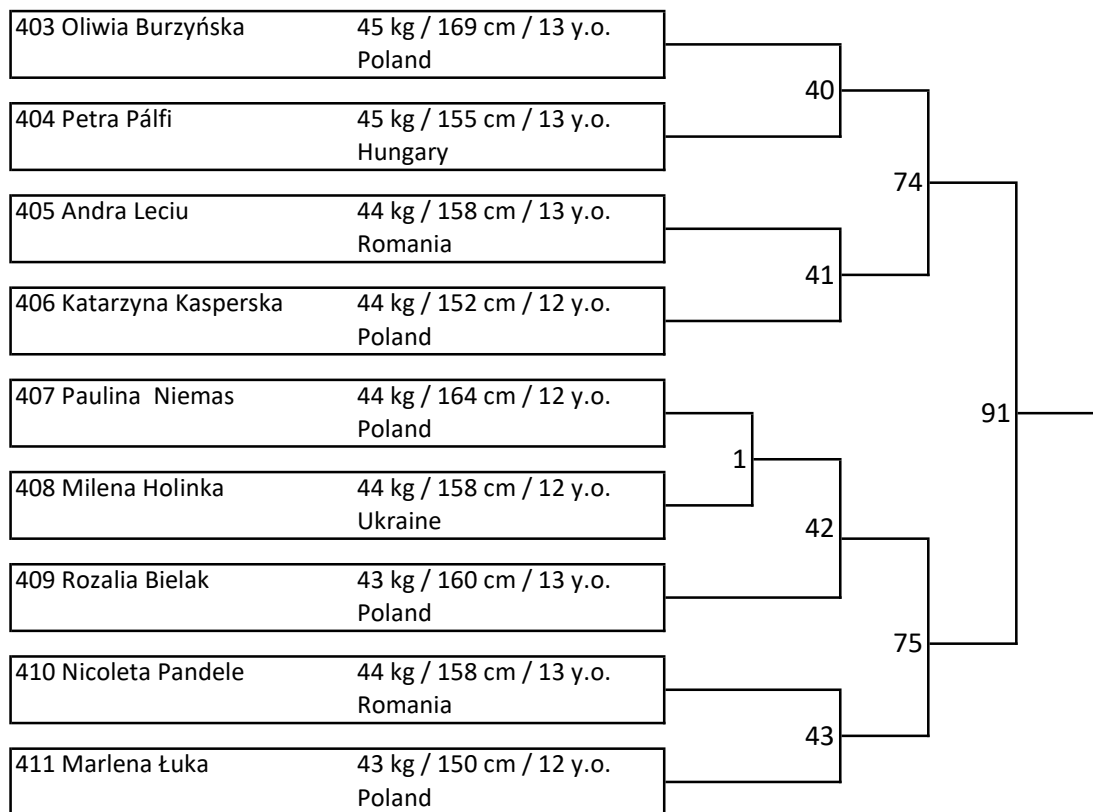 403 Oliwia Burzyńska 45 kg / 169 cm / 13 y.o.
Poland
40
404 Petra Pálfi 45 kg / 155 cm / 13 y.o.
Hungary
74
405 Andra Leciu 44 kg / 158 cm / 13 y.o.
Romania
41
406 Katarzyna Kasperska 44 kg / 152 cm / 12 y.o.
Poland
407 Paulina  Niemas 44 kg / 164 cm / 12 y.o.
Poland
91
1
408 Milena Holinka 44 kg / 158 cm / 12 y.o.
Ukraine
42
409 Rozalia Bielak 43 kg / 160 cm / 13 y.o.
Poland
75
410 Nicoleta Pandele 44 kg / 158 cm / 13 y.o.
Romania
43
411 Marlena Łuka 43 kg / 150 cm / 12 y.o.
Poland